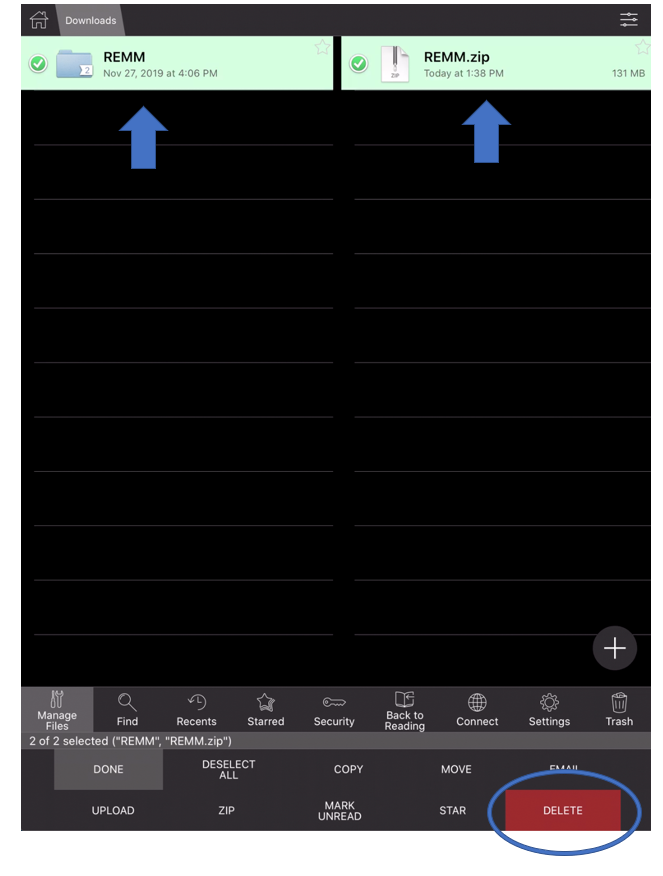 Downloads
REMM
Nov 27, 2019 at 4:06 PM
2
REMM.zip
Today at 1:38 PM
131 MB
ZIP
Manage
Files
Find
Recents
Starred
Security
Back to
Reading
Connect
Settings
Trash
2 of 2 selected ("REMM", "REMM.zip")
DONE
DESELECT
ALL
COPY
MOVE
EMAIL
UPLOAD
ZIP
MARK
UNREAD
STAR
DELETE